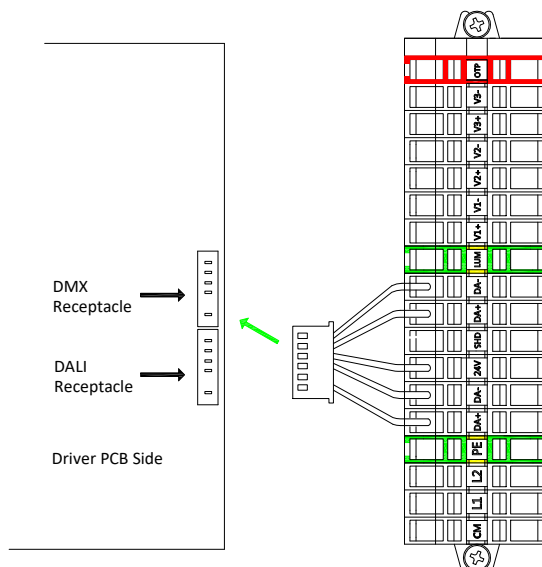 DMX
Receptacle
DALI
Receptacle
Driver PCB Side
OTP
V3-
V3+
V2-
V2+
V1-
V1+
LUM
DA-
DA+
SHD
24V
DA-
DA+
PE
L2
L1
CM